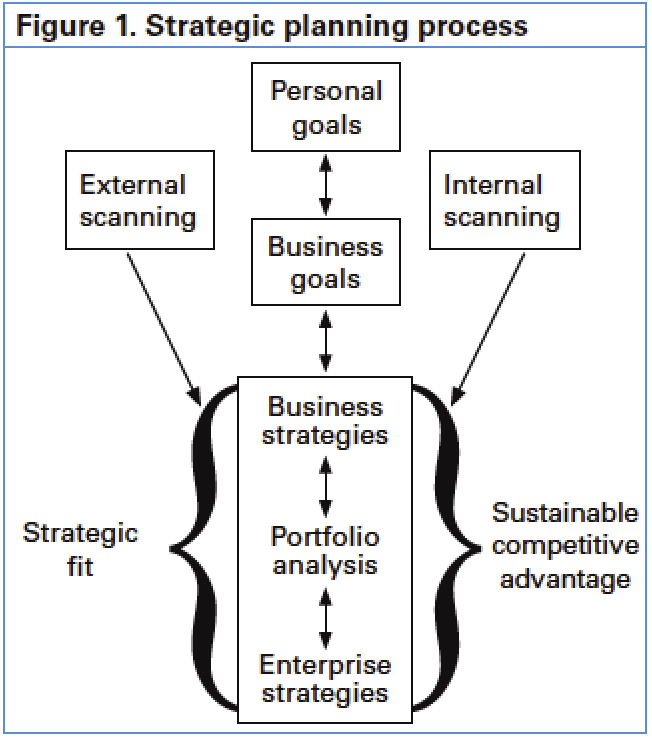 Figure 1. Strategic planning process
Personal
goals
External
scanning
Internal
scanning
Business
goals
Business
strategies
Strategic
fit
Portfolio
analysis
Sustainable
competitive
advantage
Enterprise
strategies